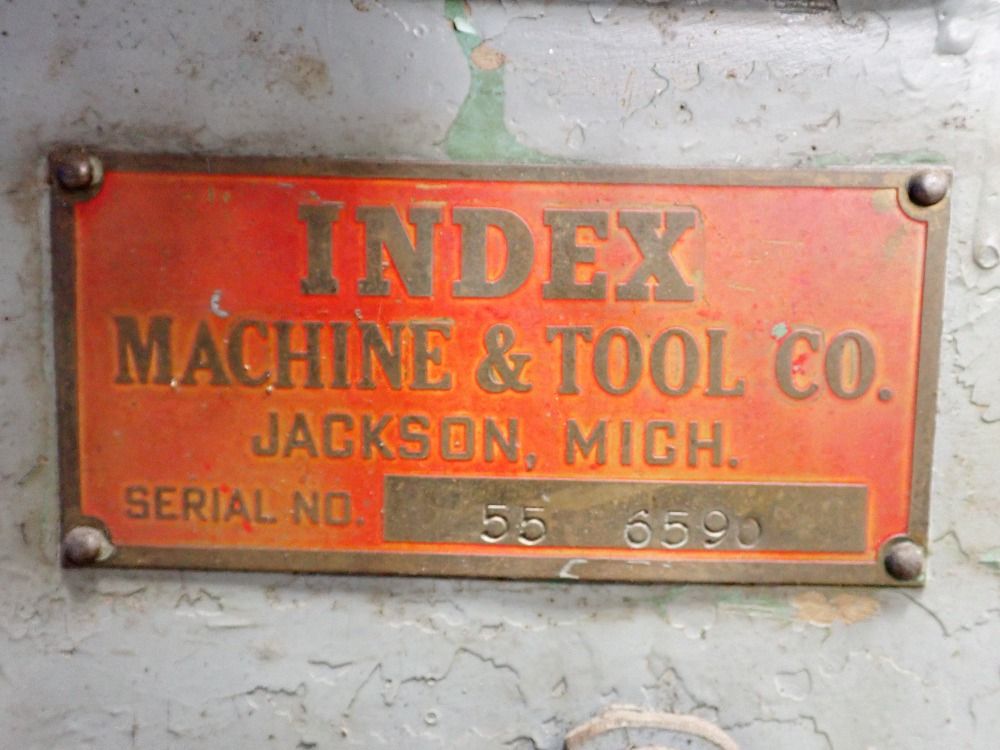 INDEX
MACHINE & TOOL CO.
JACKSON, MICH.
SERIAL NO. 55 6590